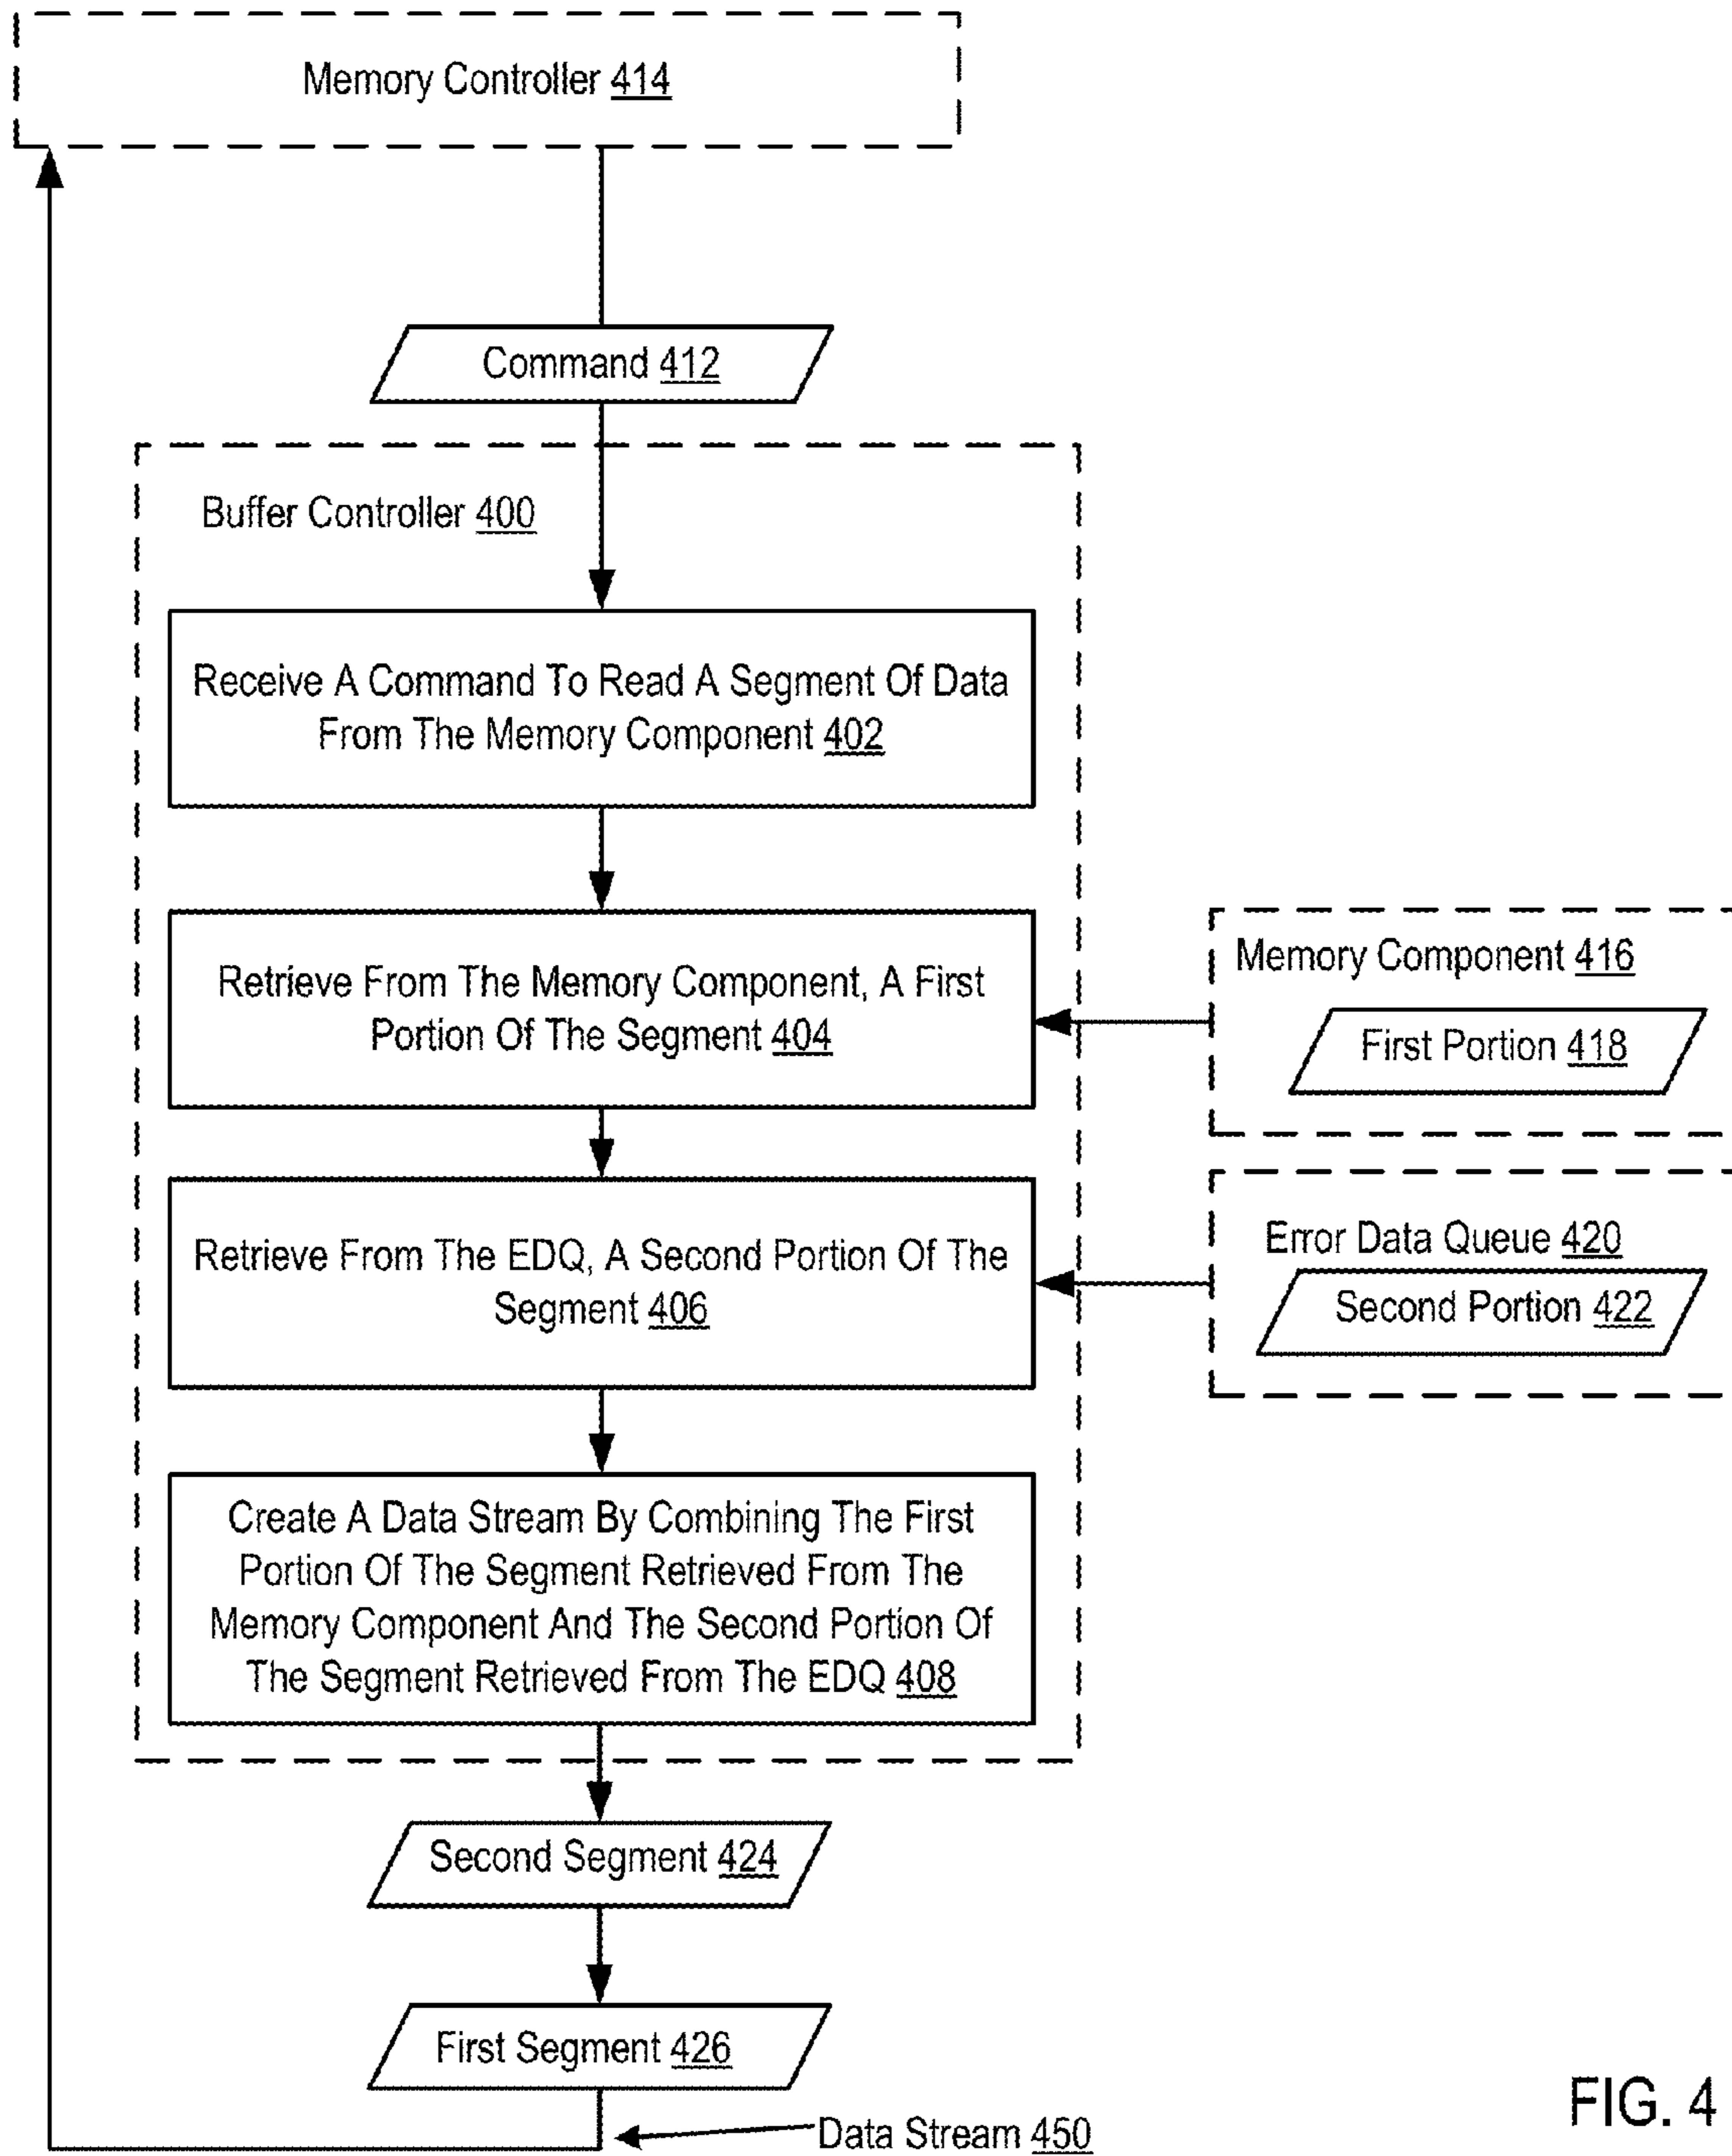 Memory Controller 414
Command 412
Buffer Controller 400
Receive A Command To Read A Segment Of Data
From The Memory Component 402
Retrieve From The Memory Component, A First
Portion Of The Segment 404
Memory Component 416
First Portion 418
Retrieve From The EDQ, A Second Portion Of The
Segment 406
Error Data Queue 420
Second Portion 422
Create A Data Stream By Combining The First
Portion Of The Segment Retrieved From The
Memory Component And The Second Portion Of
The Segment Retrieved From The EDQ 408
Second Segment 424
First Segment 426
Data Stream 450
FIG. 4